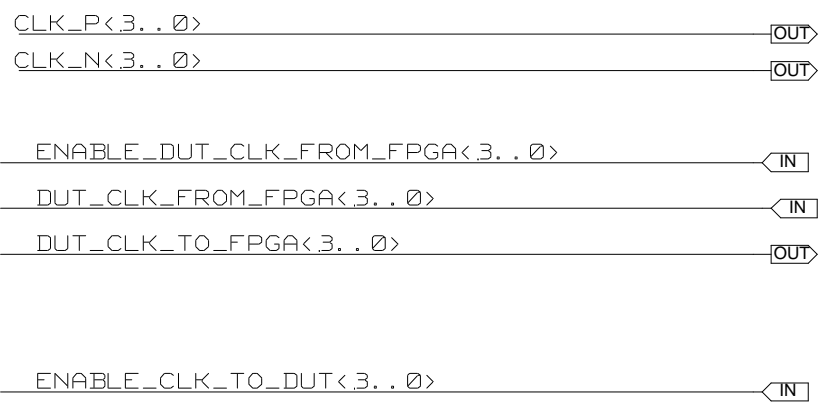 CLK_P<3..0> OUT
CLK_N<3..0> OUT
ENABLE_DUT_CLK_FROM_FPGA<3..0> IN
DUT_CLK_FROM_FPGA<3..0> IN
DUT_CLK_TO_FPGA<3..0> OUT
ENABLE_CLK_TO_DUT<3..0> IN